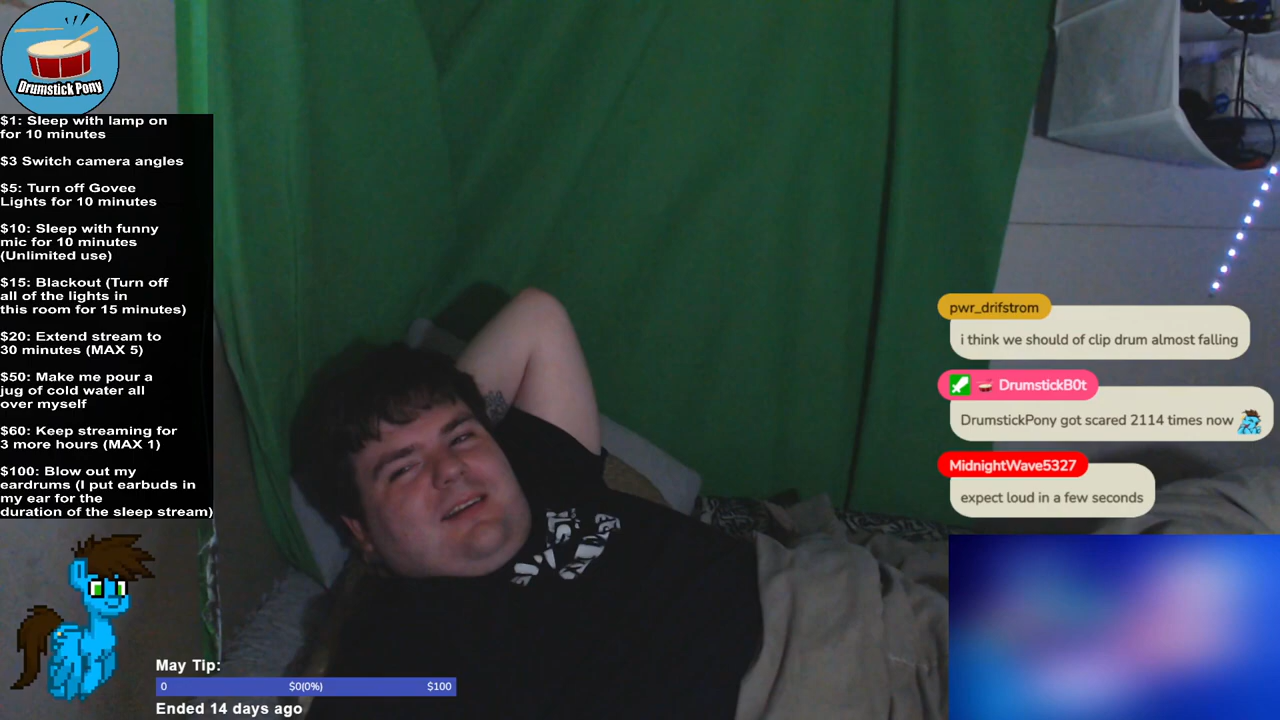 Drumstick Pony
$1: Sleep with lamp on
for 10 minutes
$3 Switch camera angles
$5: Turn off Govee
Lights for 10 minutes
$10: Sleep with funny
mic for 10 minutes
(Unlimited use)
$15: Blackout (Turn off
all of the lights in
this room for 15 minutes)
$20: Extend stream to
30 minutes (MAX 5)
$50: Make me pour a
jug of cold water all
over myself
$60: Keep streaming for
3 more hours (MAX 1)
$100: Blow out my
eardrums (I put earbuds in
my ear for the
duration of the sleep stream)
May Tip:
0 $0(0%) $100
Ended 14 days ago
pwr_drifstrom
i think we should of clip drum almost falling
DrumstickB0t
DrumstickPony got scared 2114 times now
MidnightWave5327
expect loud in a few seconds